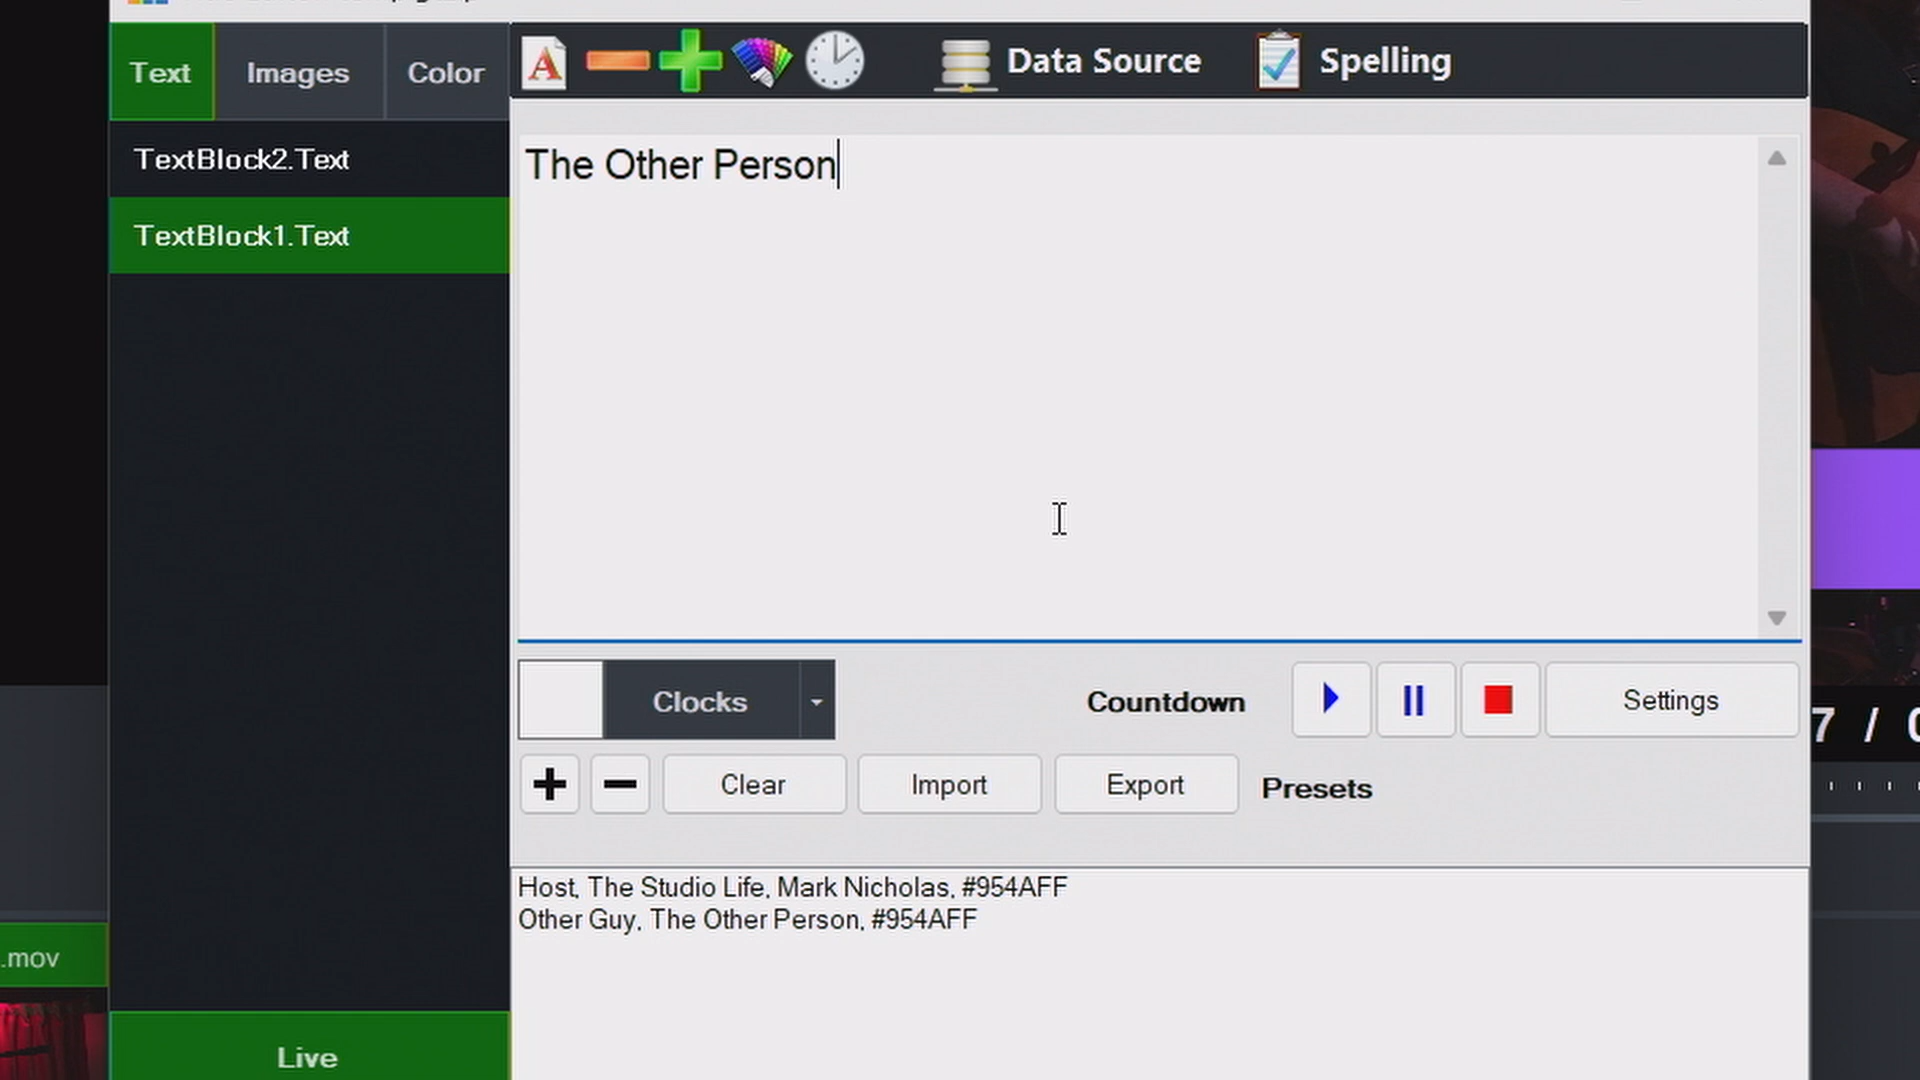 Text Images Color
Data Source Spelling
TextBlock2.Text
TextBlock1.Text
The Other Person
Clocks
Countdown
Settings
Clear
Import
Export
Presets
Host, The Studio Life, Mark Nicholas, #954AFF
Other Guy, The Other Person, #954AFF
7 /
.mov
Live